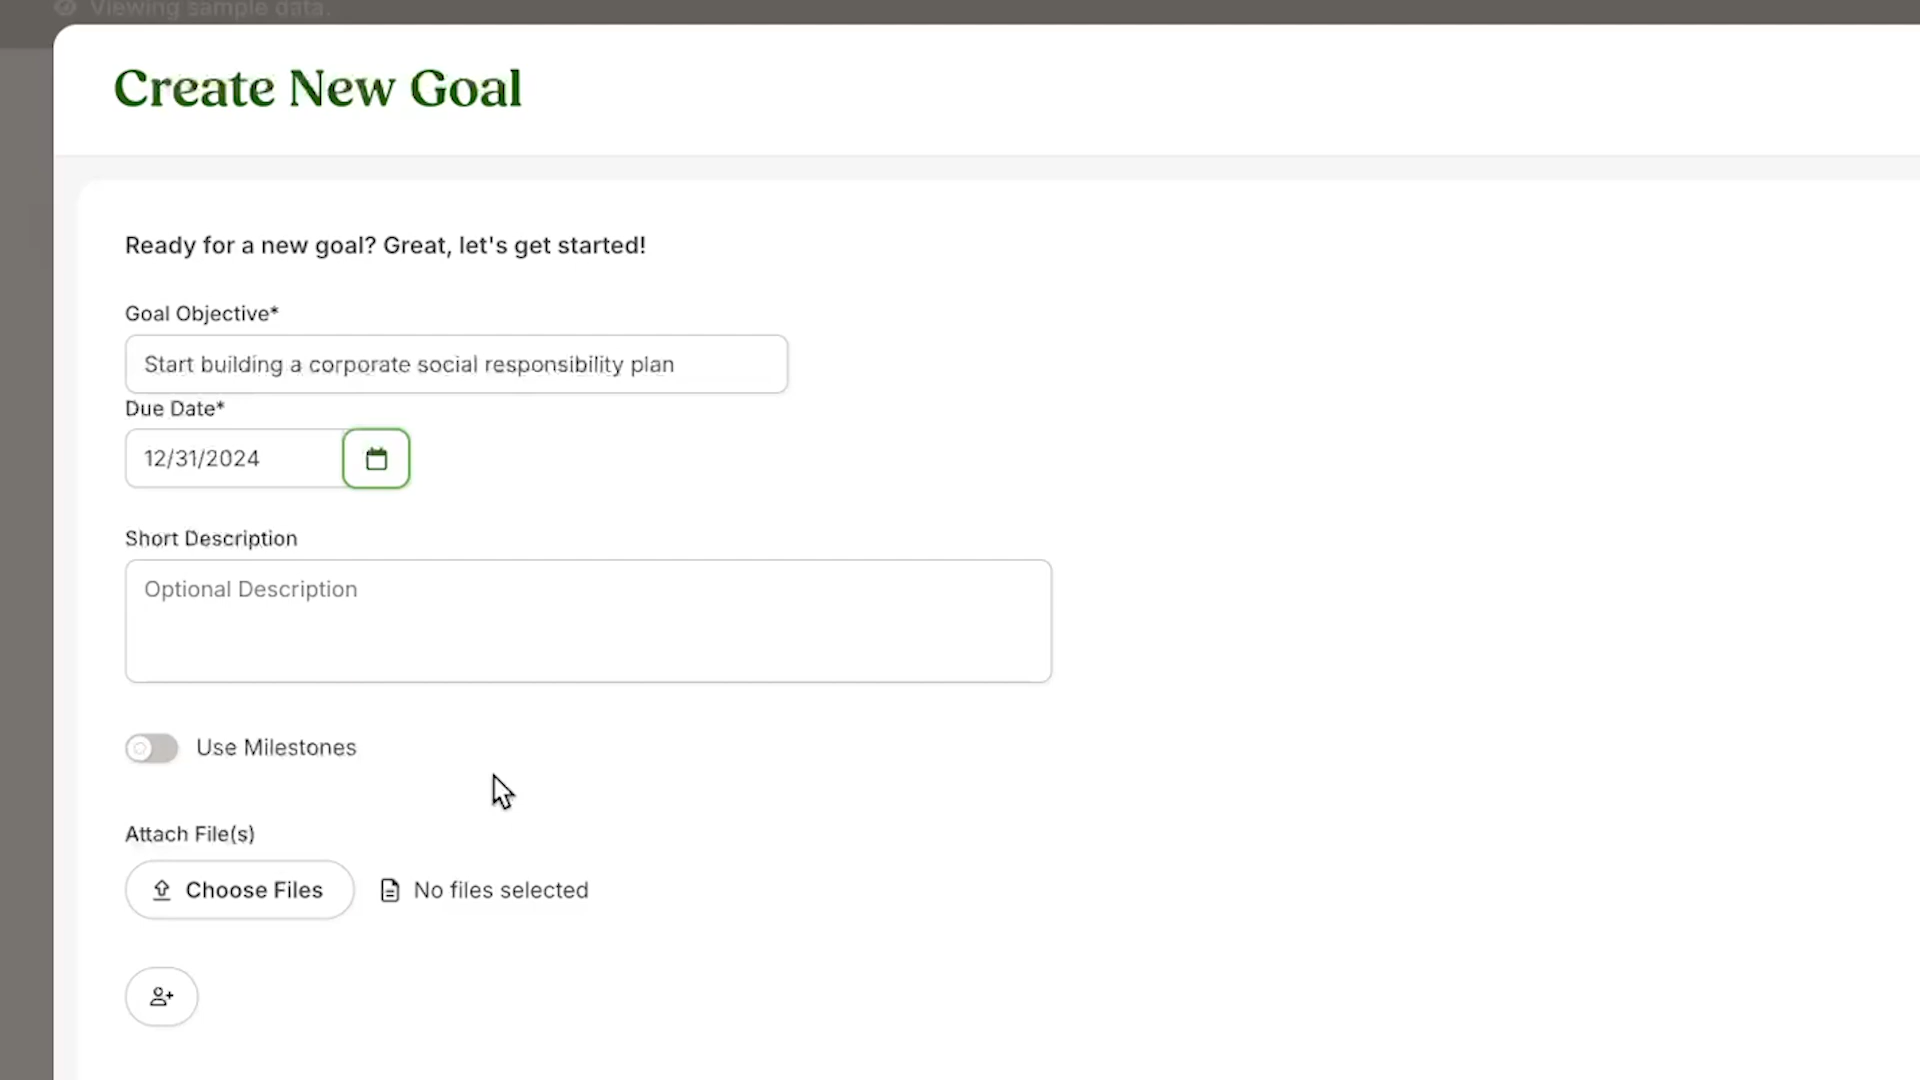 Viewing sample data.
Create New Goal
Ready for a new goal? Great, let's get started!
Goal Objective*
Start building a corporate social responsibility plan
Due Date*
12/31/2024
Short Description
Optional Description
Use Milestones
Attach File(s)
Choose Files
No files selected